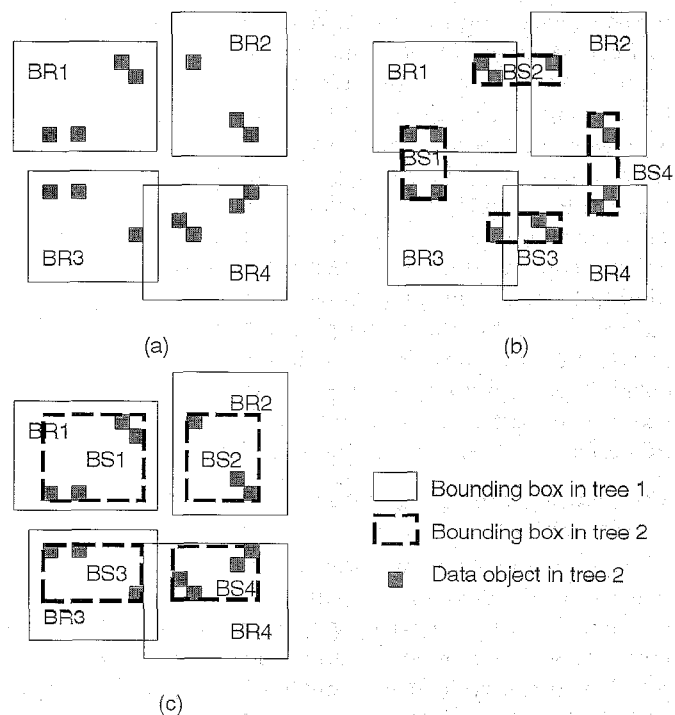 BR1
BR2
BR3
BR4
(a)
BR1
BR2
BS2
BS1
BS4
BR3
BS3
BR4
(b)
BR1
BR2
BS1
BS2
BS3
BS4
BR3
BR4
(c)
Bounding box in tree 1
Bounding box in tree 2
Data object in tree 2